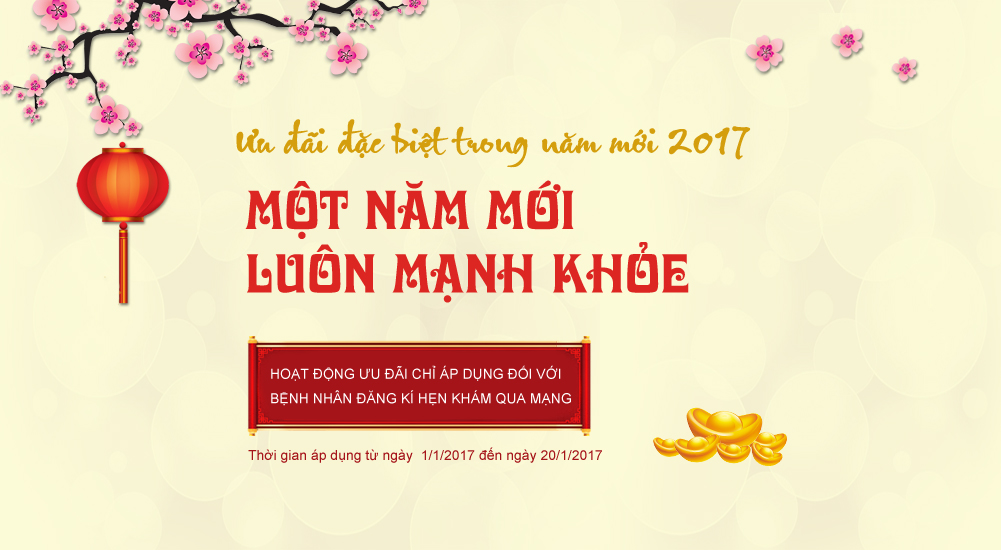 Ưu đãi đặc biệt trong năm mới 2017
MỘT NĂM MỚI
LUÔN MẠNH KHỎE
HOẠT ĐỘNG ƯU ĐÃI CHỈ ÁP DỤNG ĐỐI VỚI
BỆNH NHÂN ĐĂNG KÍ HẸN KHÁM QUA MẠNG
Thời gian áp dụng từ ngày 1/1/2017 đến ngày 20/1/2017